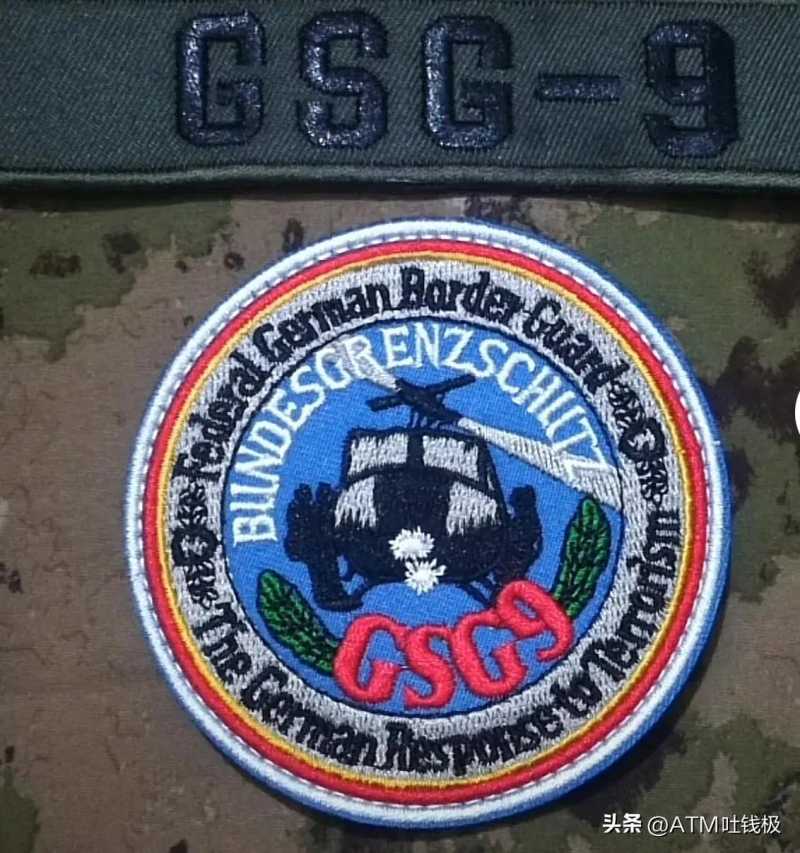 GSG-9
Federal German Border Guard
BUNDESGRENZSCHUTZ
GSG9
The German Response to Terrorism
头条 @ATM吐钱极